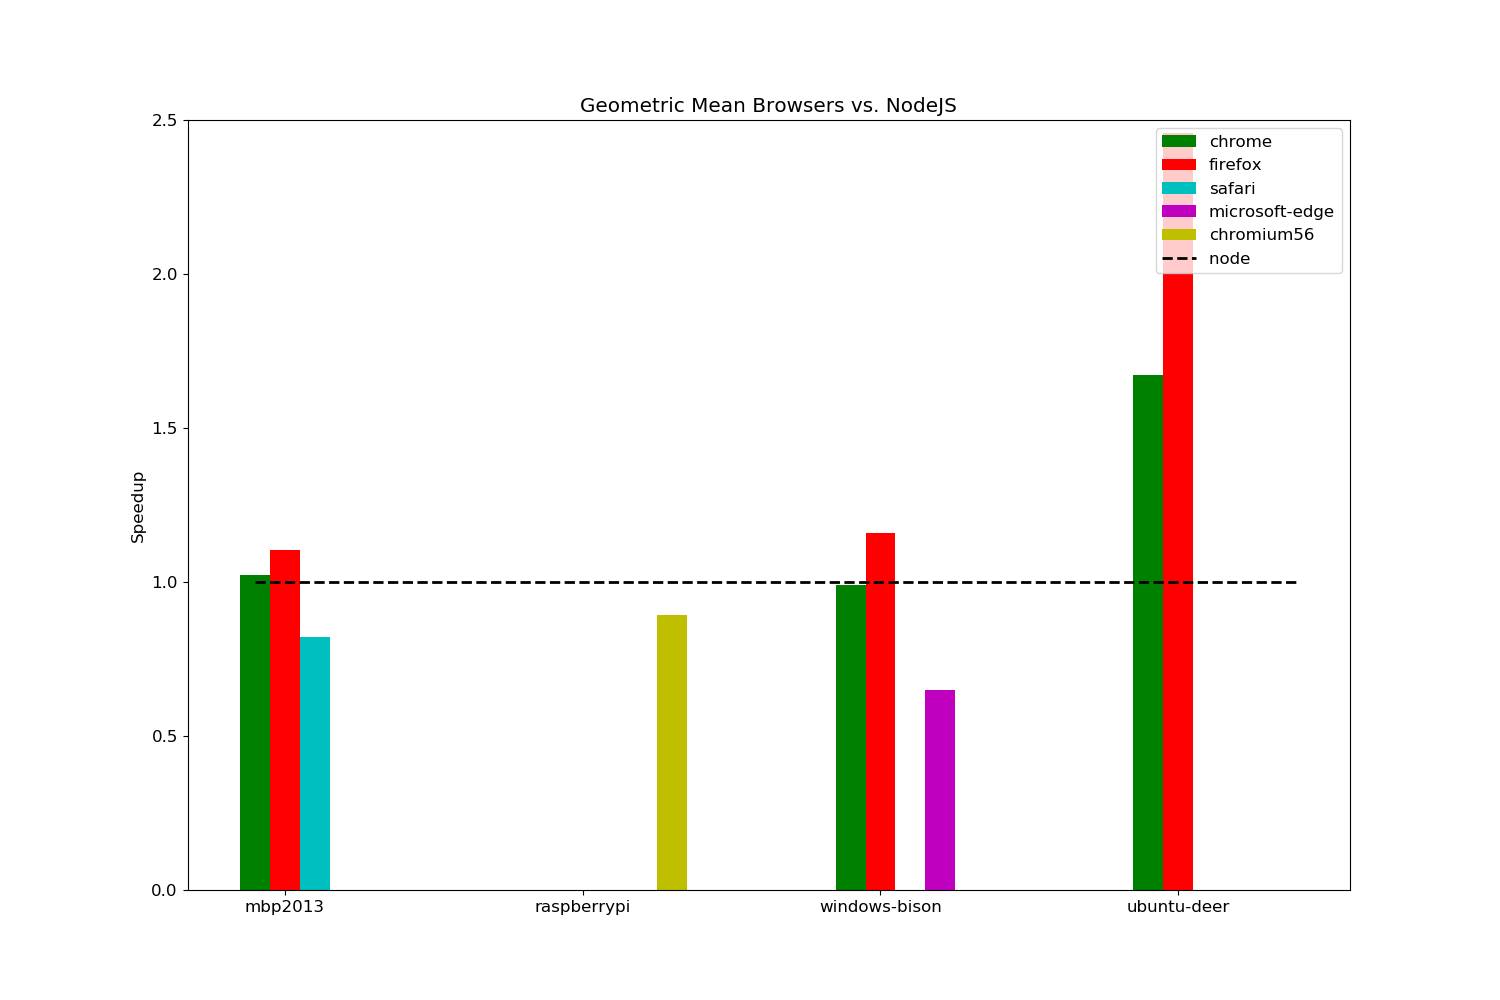 Geometric Mean Browsers vs. NodeJS
2.5
2.0
1.5
1.0
0.5
0.0
Speedup
chrome
firefox
safari
microsoft-edge
chromium56
node
mbp2013
raspberrypi
windows-bison
ubuntu-deer